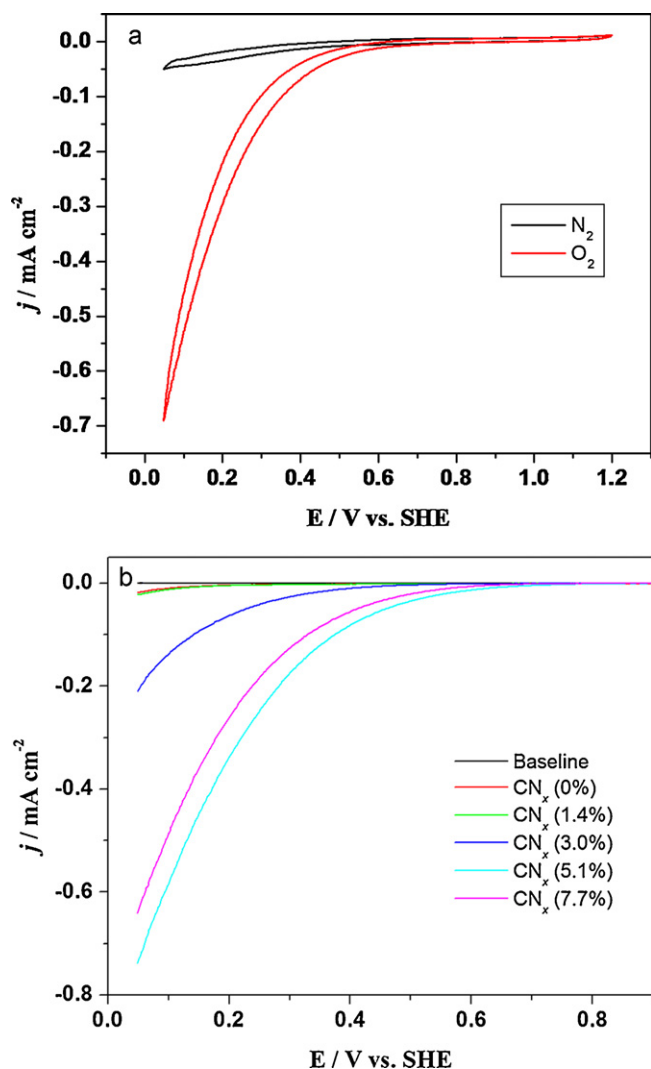 a
0.0
-0.1
-0.2
-0.3
-0.4
-0.5
-0.6
-0.7
j / mA cm⁻²
N₂
O₂
0.0 0.2 0.4 0.6 0.8 1.0 1.2
E / V vs. SHE
b
0.0
-0.2
-0.4
-0.6
-0.8
j / mA cm⁻²
Baseline
CNₓ (0%)
CNₓ (1.4%)
CNₓ (3.0%)
CNₓ (5.1%)
CNₓ (7.7%)
0.0 0.2 0.4 0.6 0.8
E / V vs. SHE